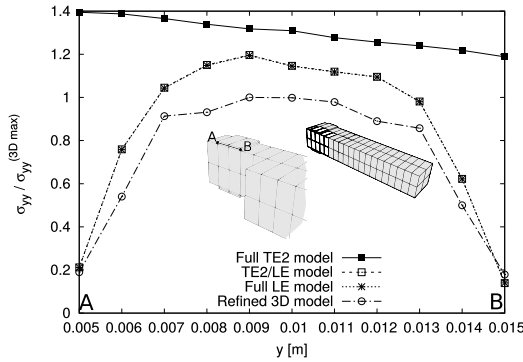 1.4
1.2
1
0.8
0.6
0.4
0.2
0
σyy / σyy(3D max)
A
B
Full TE2 model
TE2/LE model
Full LE model
Refined 3D model
A
B
0.005 0.006 0.007 0.008 0.009 0.01 0.011 0.012 0.013 0.014 0.015
y [m]